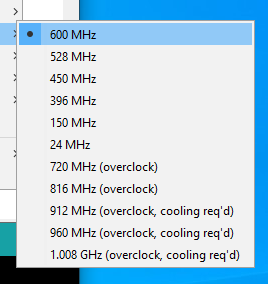 600 MHz
528 MHz
450 MHz
396 MHz
150 MHz
24 MHz
720 MHz (overclock)
816 MHz (overclock)
912 MHz (overclock, cooling req'd)
960 MHz (overclock, cooling req'd)
1.008 GHz (overclock, cooling req'd)